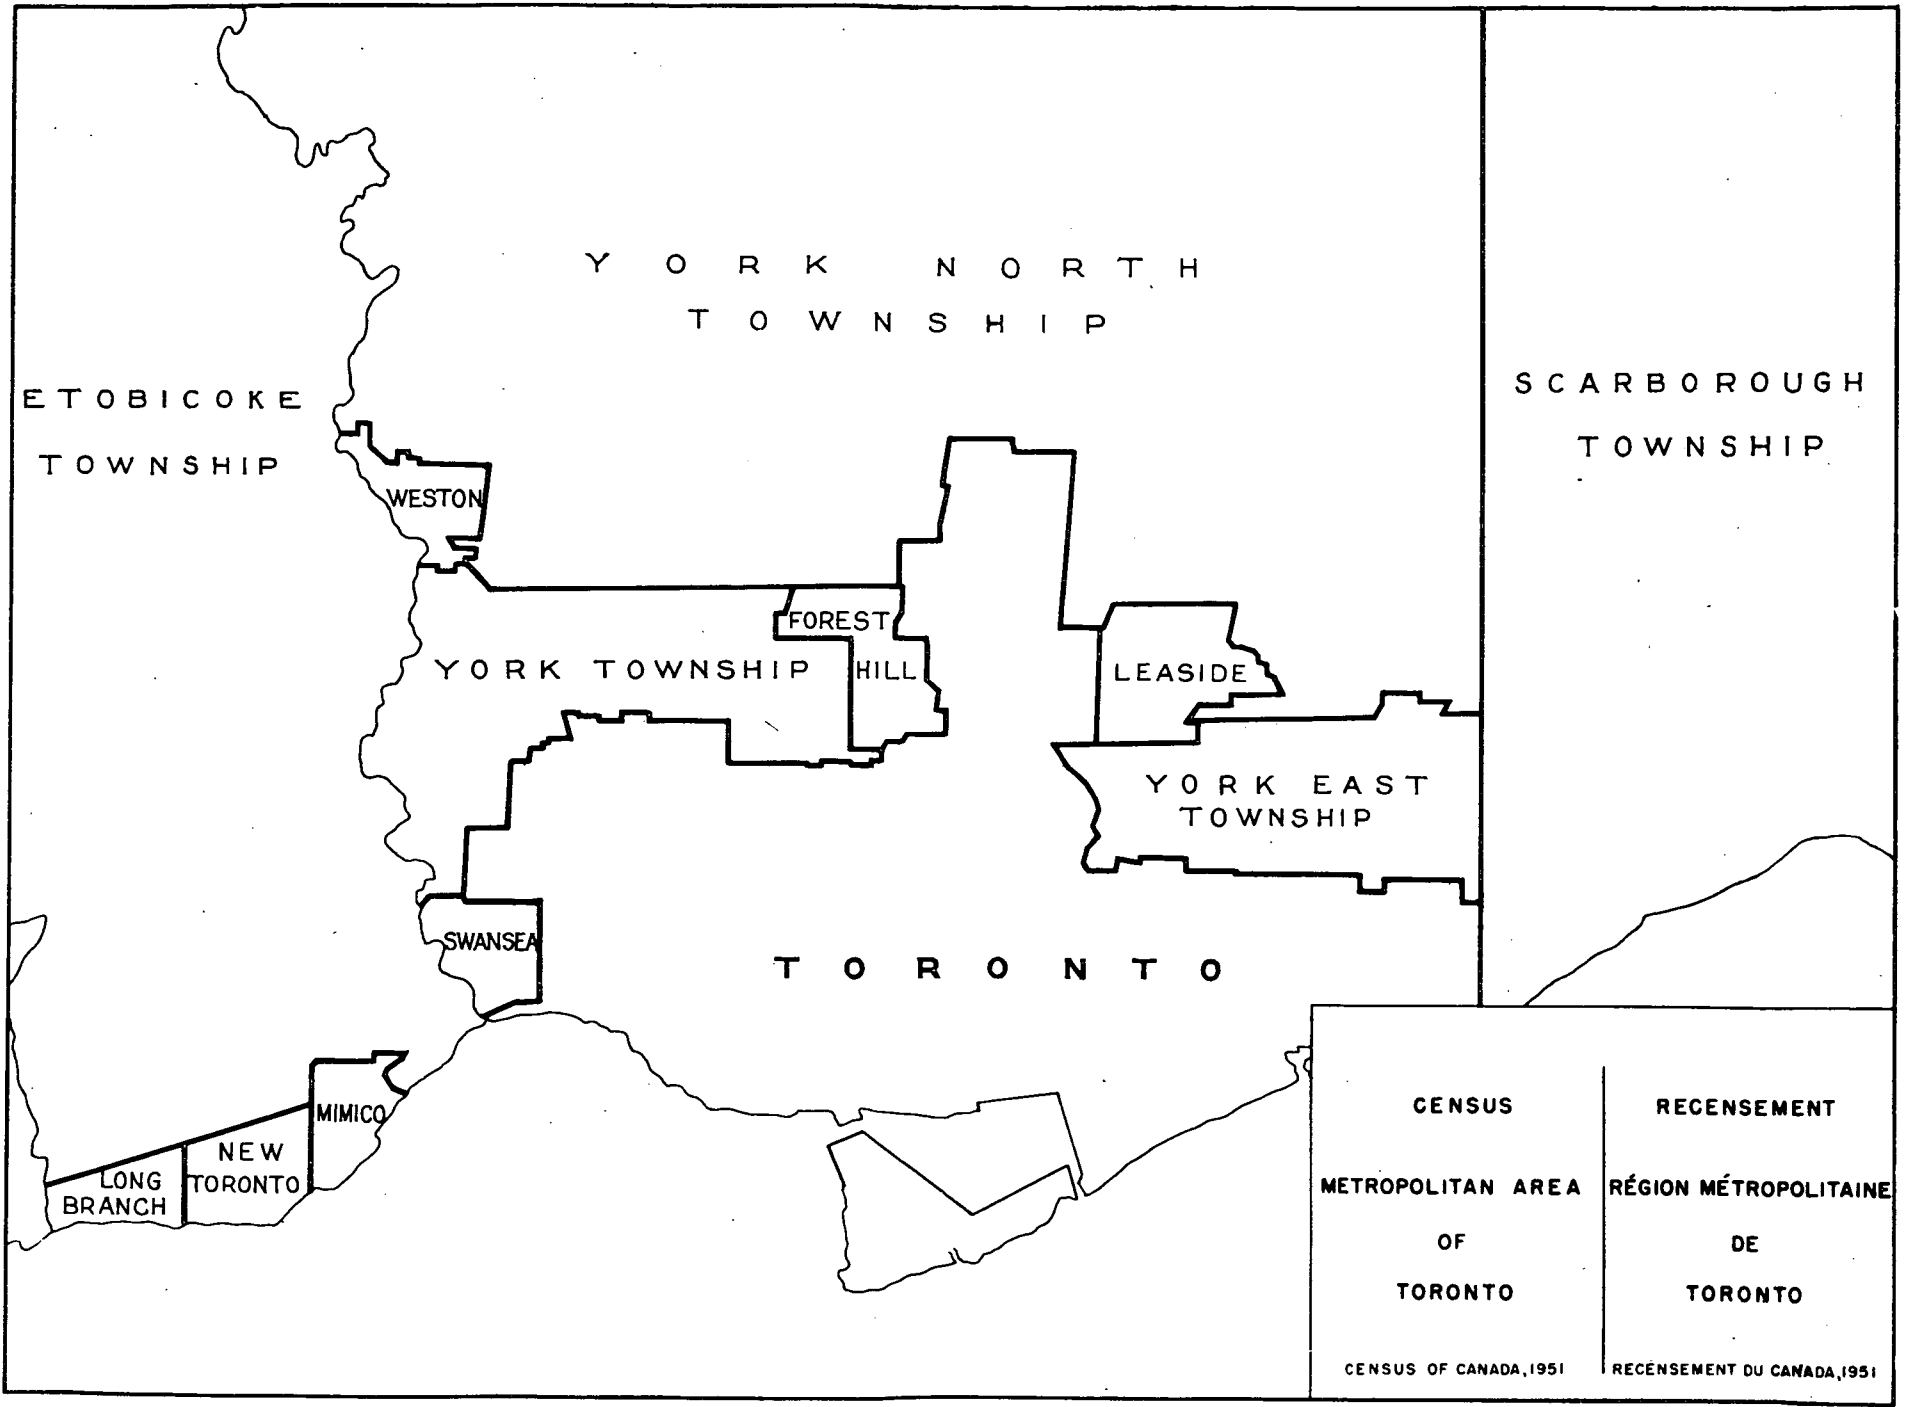 YORK NORTH
TOWNSHIP
ETOBICOKE
TOWNSHIP
SCARBOROUGH
TOWNSHIP
WESTON
FOREST
HILL
YORK TOWNSHIP
LEASIDE
YORK EAST
TOWNSHIP
SWANSEA
TORONTO
MIMICO
NEW
TORONTO
LONG
BRANCH
CENSUS
METROPOLITAN AREA
OF
TORONTO
CENSUS OF CANADA, 1951
RECENSEMENT
RÉGION MÉTROPOLITAINE
DE
TORONTO
RECENSEMENT DU CANADA, 1951